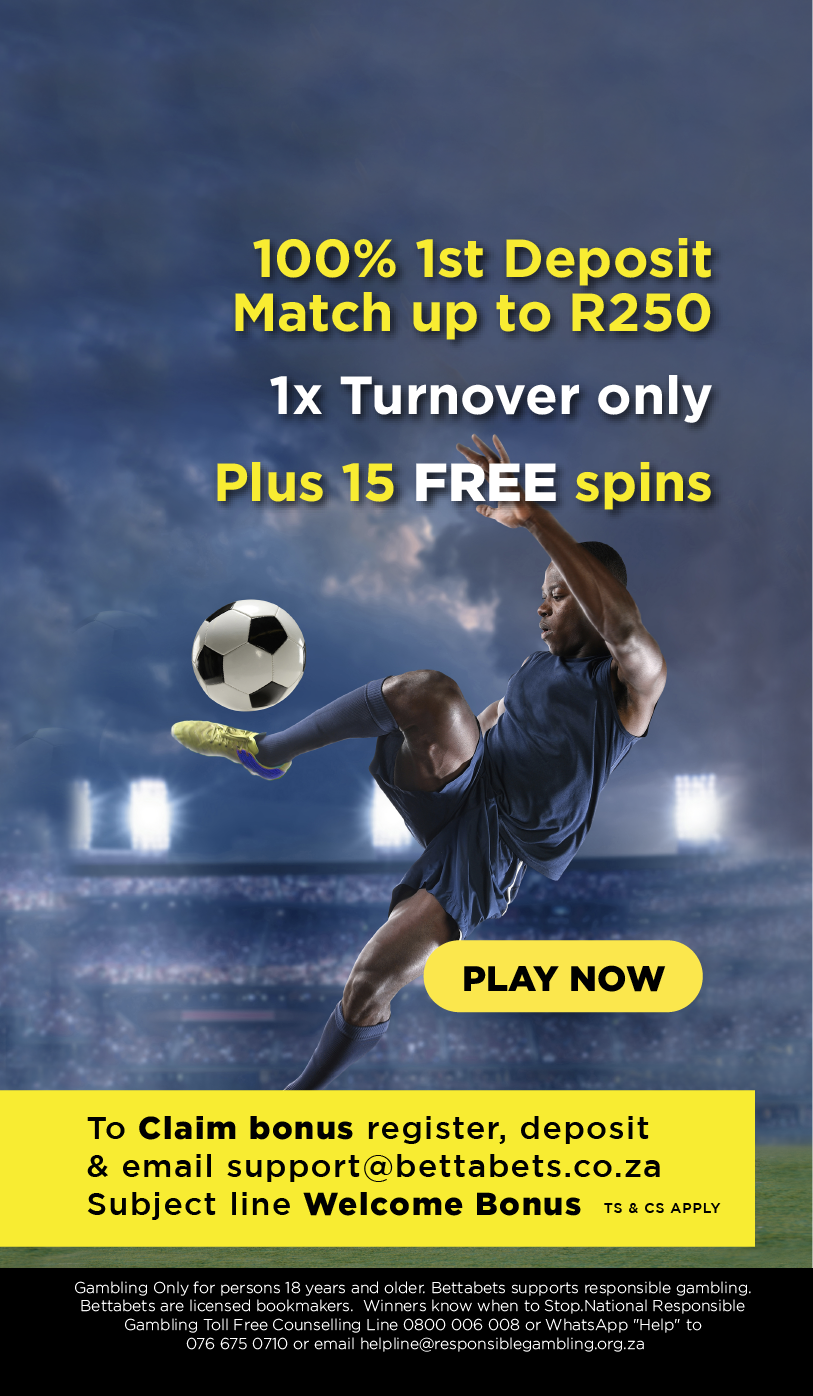 100% 1st Deposit
Match up to R250
1x Turnover only
Plus 15 FREE spins
PLAY NOW
To Claim bonus register, deposit
& email support@bettabets.co.za
Subject line Welcome Bonus TS & CS APPLY
Gambling Only for persons 18 years and older. Bettabets supports responsible gambling.
Bettabets are licensed bookmakers.  Winners know when to Stop.National Responsible
Gambling Toll Free Counselling Line 0800 006 008 or WhatsApp "Help" to
076 675 0710 or email helpline@responsiblegambling.org.za